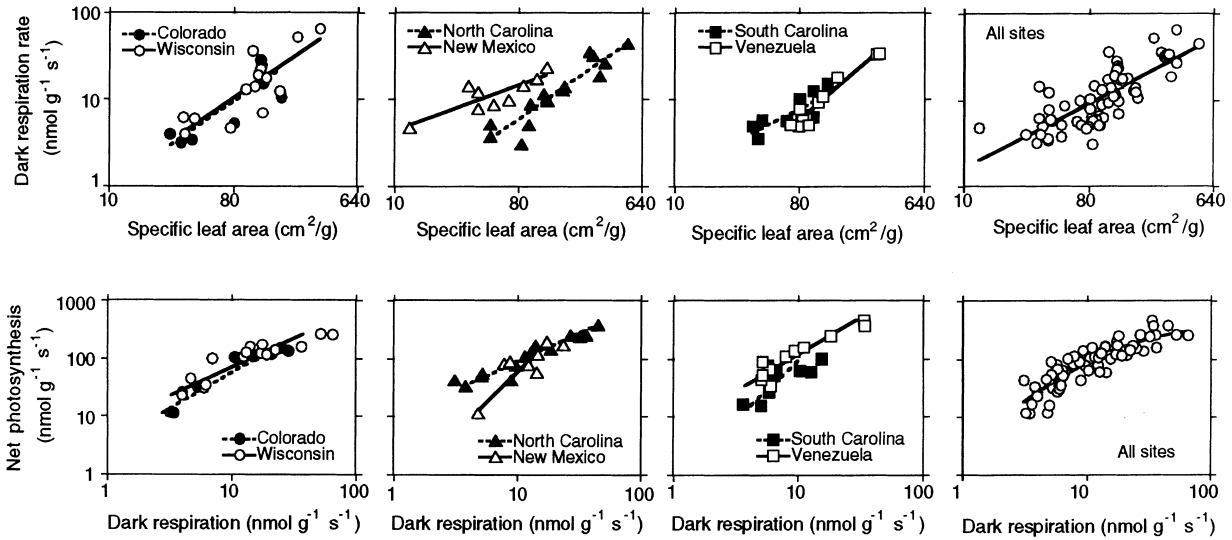 Dark respiration rate
(nmol g⁻¹ s⁻¹)
100
10
1
Colorado
Wisconsin
10
80
640
Specific leaf area (cm²/g)
North Carolina
New Mexico
10
80
640
Specific leaf area (cm²/g)
South Carolina
Venezuela
10
80
640
Specific leaf area (cm²/g)
All sites
10
80
640
Specific leaf area (cm²/g)
Net photosynthesis
(nmol g⁻¹ s⁻¹)
1000
100
10
1
Colorado
Wisconsin
1
10
100
Dark respiration (nmol g⁻¹ s⁻¹)
North Carolina
New Mexico
1
10
100
Dark respiration (nmol g⁻¹ s⁻¹)
South Carolina
Venezuela
1
10
100
Dark respiration (nmol g⁻¹ s⁻¹)
All sites
1
10
100
Dark respiration (nmol g⁻¹ s⁻¹)